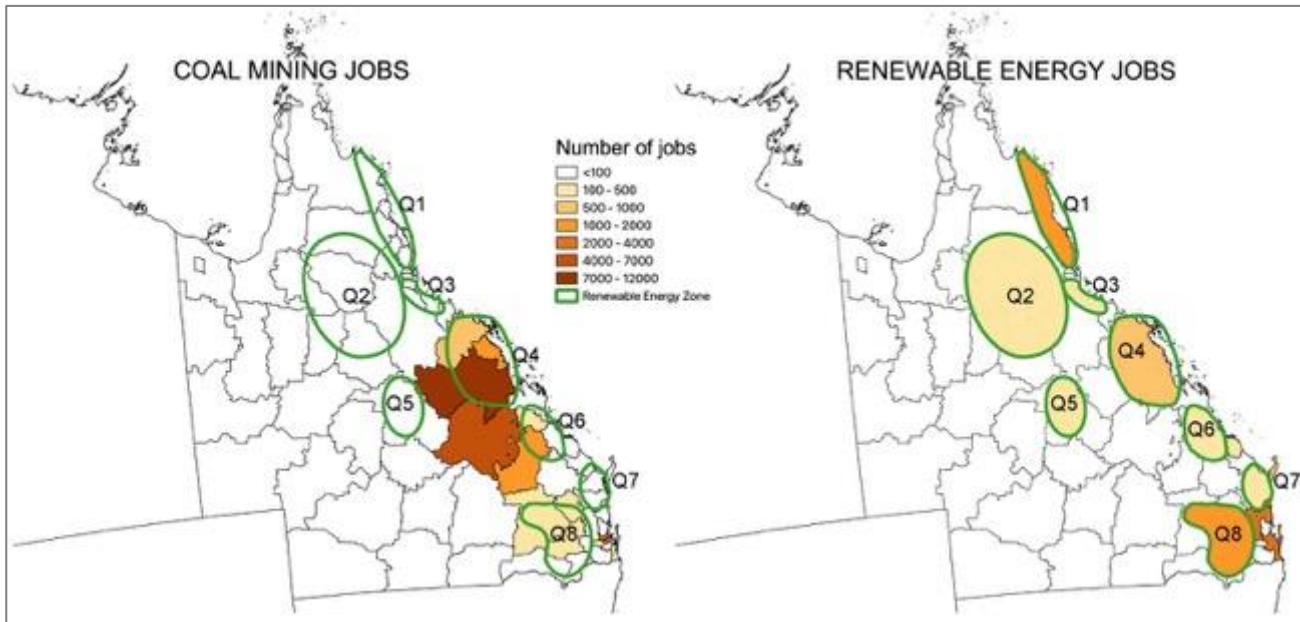 COAL MINING JOBS
RENEWABLE ENERGY JOBS
Number of jobs
<100
100 - 500
500 - 1000
1000 - 2000
2000 - 4000
4000 - 7000
7000 - 12000
Renewable Energy Zone
Q1
Q2
Q3
Q4
Q5
Q6
Q7
Q8
Q1
Q2
Q3
Q4
Q5
Q6
Q7
Q8